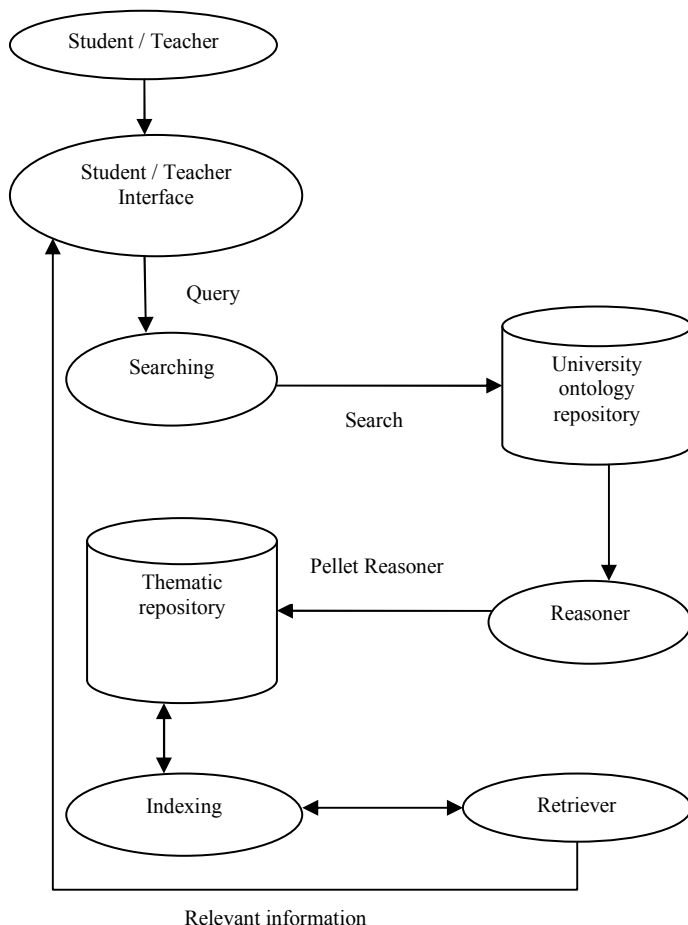 Student / Teacher
Student / Teacher
Interface
Query
Searching
Search
University
ontology
repository
Thematic
repository
Pellet Reasoner
Reasoner
Indexing
Retriever
Relevant information